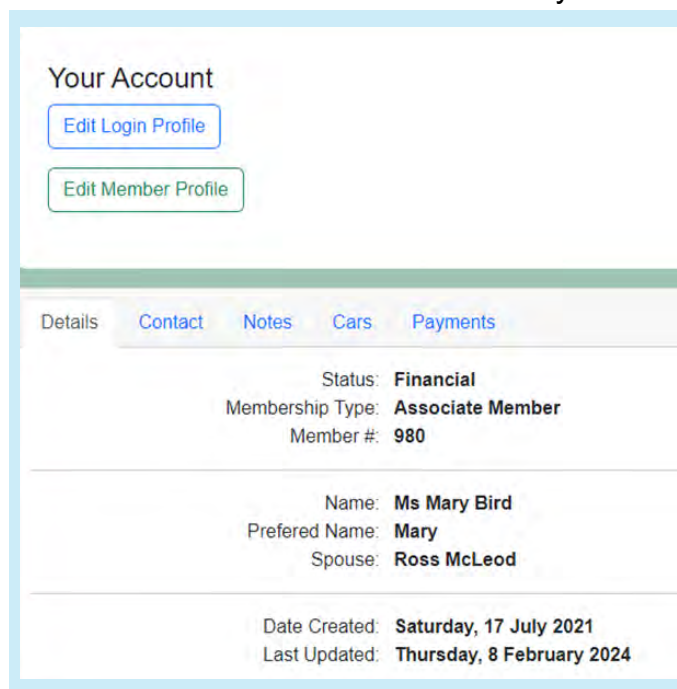 Your Account
Edit Login Profile
Edit Member Profile
Details Contact Notes Cars Payments
Status: Financial
Membership Type: Associate Member
Member #: 980
Name: Ms Mary Bird
Prefered Name: Mary
Spouse: Ross McLeod
Date Created: Saturday, 17 July 2021
Last Updated: Thursday, 8 February 2024